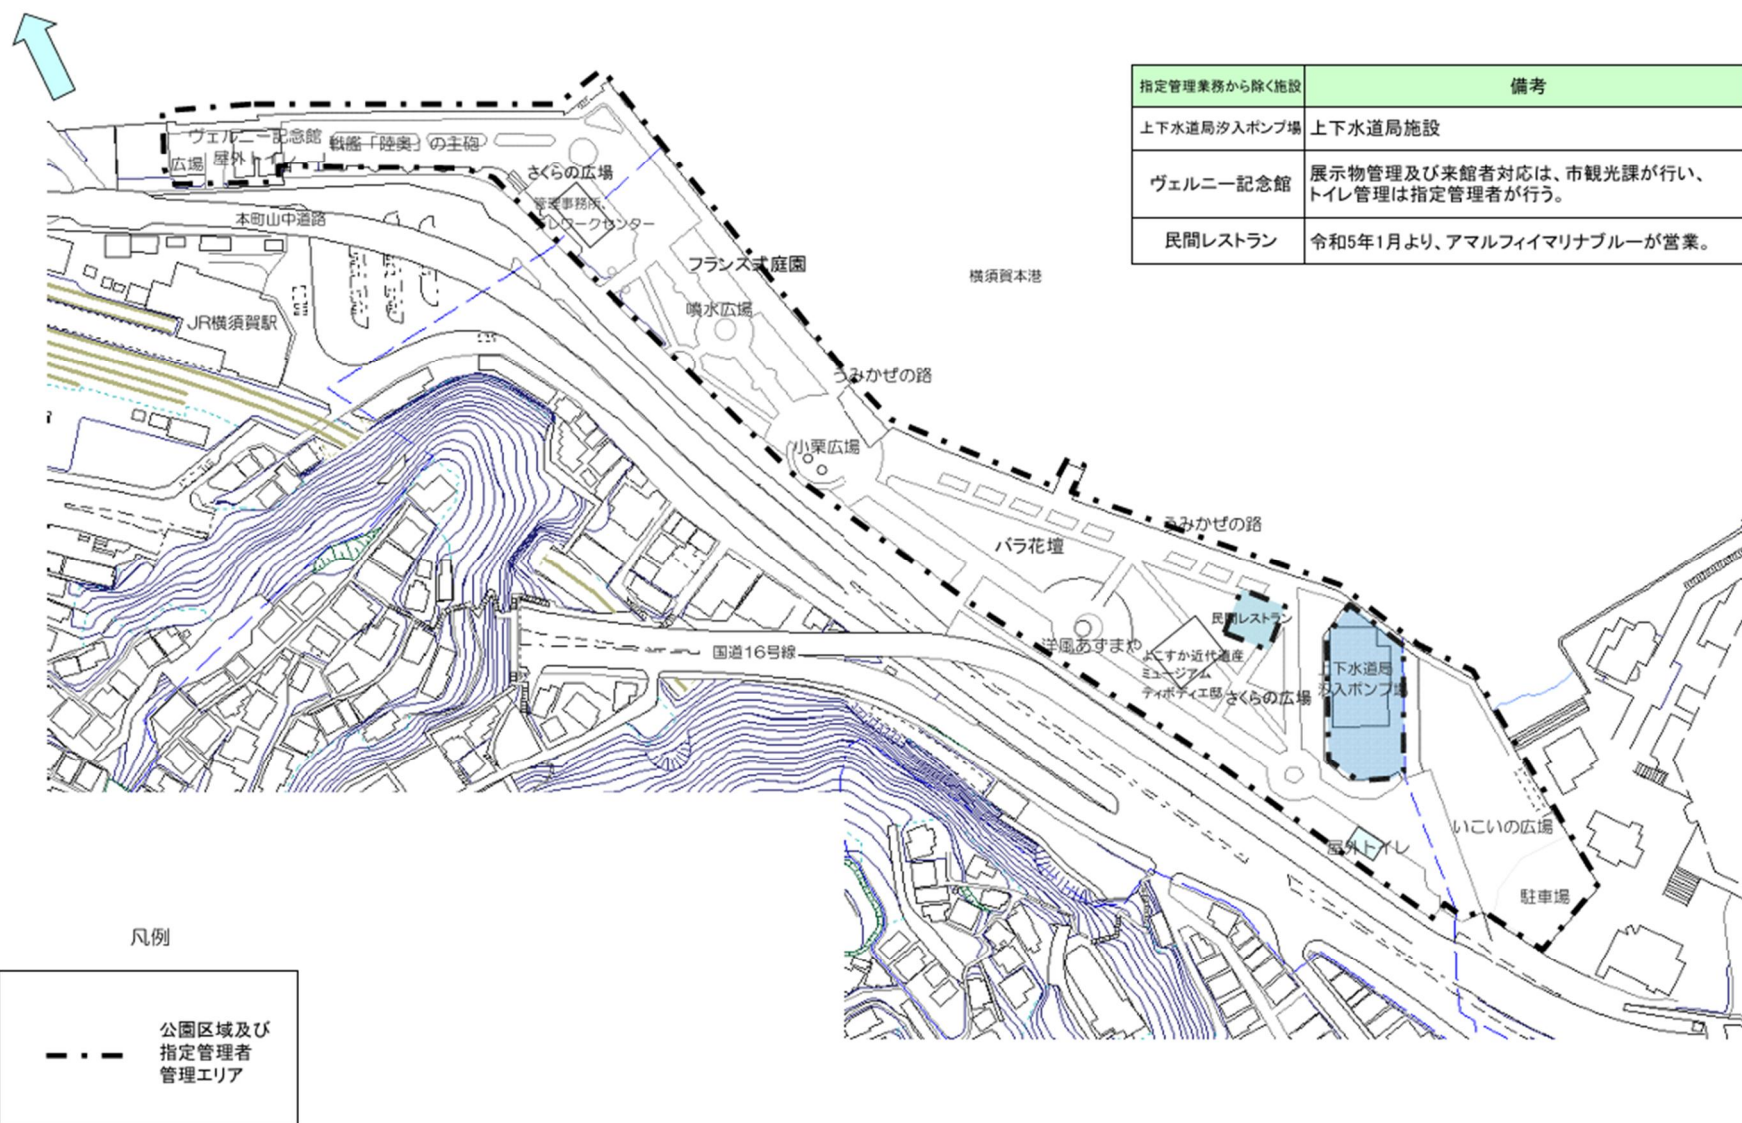 指定管理業務から除く施設
備考
上下水道局汐入ポンプ場
上下水道局施設
ヴェルニー記念館
展示物管理及び来館者対応は、市観光課が行い、
トイレ管理は指定管理者が行う。
民間レストラン
令和5年1月より、アマルフィイマリナブルーが営業。
ヴェルニー記念館
戦艦「陸奥」の主砲
広場
屋外トイレ
さくらの広場
管理事務所、
テレワークセンター
本町山中道路
フランス式庭園
横須賀本港
噴水広場
JR横須賀駅
うみかぜの路
小栗広場
うみかぜの路
バラ花壇
民間レストラン
洋風あずまや
国道16号線
よこすか近代遺産
ミュージアム
ティボディエ邸
さくらの広場
下水道局
汐入ポンプ場
いこいの広場
屋外トイレ
駐車場
凡例
公園区域及び
指定管理者
管理エリア